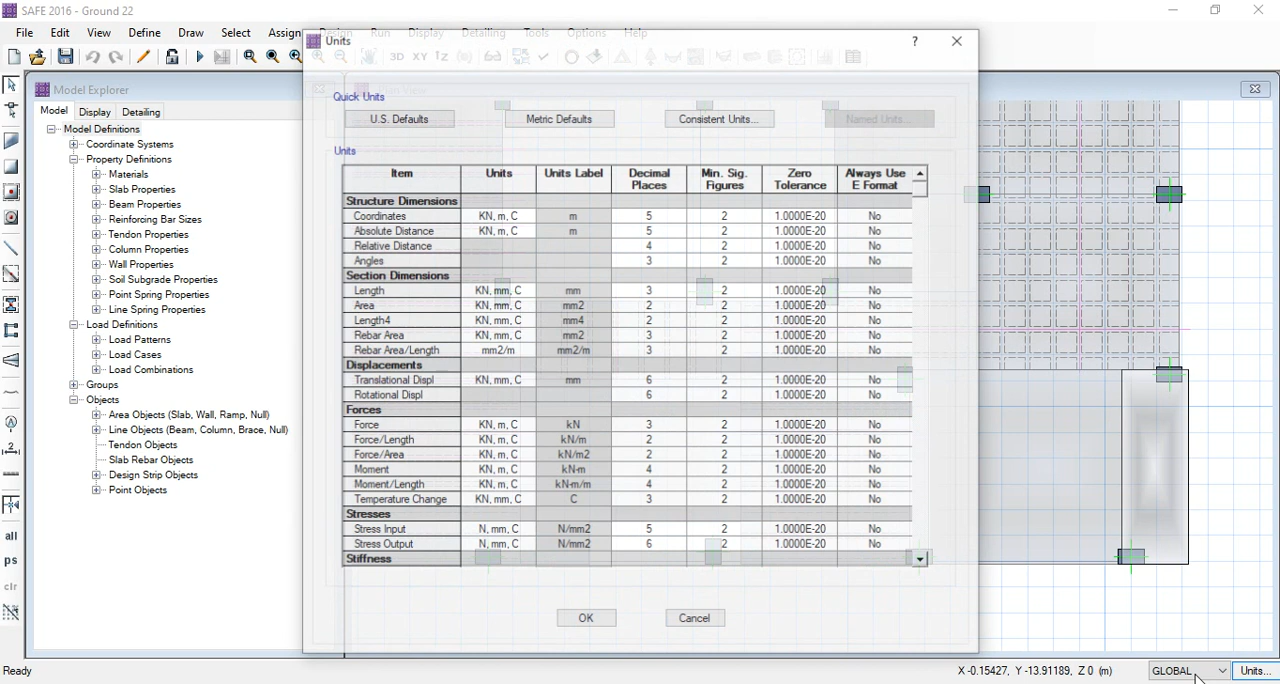 SAFE 2016 - Ground 22
File Edit View Define Draw Select Assign Design Run Display Detailing Tools Options Help
3D XY
Units ?
Model Explorer
Model Display Detailing
Model Definitions
Coordinate Systems
Property Definitions
Materials
Slab Properties
Beam Properties
Reinforcing Bar Sizes
Tendon Properties
Column Properties
Wall Properties
Soil Subgrade Properties
Point Spring Properties
Line Spring Properties
Load Definitions
Load Patterns
Load Cases
Load Combinations
Groups
Objects
Area Objects (Slab, Wall, Ramp, Null)
Line Objects (Beam, Column, Brace, Null)
Tendon Objects
Slab Rebar Objects
Design Strip Objects
Point Objects
all
ps
clr
Quick Units
U.S. Defaults Metric Defaults Consistent Units... Named Units...
Units
Item Units Units Label Decimal Places Min. Sig. Figures Zero Tolerance Always Use E Format
Structure Dimensions
Coordinates KN, m, C m 5 2 1.0000E-20 No
Absolute Distance KN, m, C m 5 2 1.0000E-20 No
Relative Distance 4 2 1.0000E-20 No
Angles 3 2 1.0000E-20 No
Section Dimensions
Length KN, mm, C mm 3 2 1.0000E-20 No
Area KN, mm, C mm2 2 2 1.0000E-20 No
Length4 KN, mm, C mm4 2 2 1.0000E-20 No
Rebar Area KN, mm, C mm2 3 2 1.0000E-20 No
Rebar Area/Length mm2/m mm2/m 3 2 1.0000E-20 No
Displacements
Translational Displ KN, mm, C mm 6 2 1.0000E-20 No
Rotational Displ 6 2 1.0000E-20 No
Forces
Force KN, m, C kN 3 2 1.0000E-20 No
Force/Length KN, m, C kN/m 2 2 1.0000E-20 No
Force/Area KN, m, C kN/m2 2 2 1.0000E-20 No
Moment KN, m, C kN-m 4 2 1.0000E-20 No
Moment/Length KN, m, C kN-m/m 4 2 1.0000E-20 No
Temperature Change KN, mm, C C 3 2 1.0000E-20 No
Stresses
Stress Input N, mm, C N/mm2 5 2 1.0000E-20 No
Stress Output N, mm, C N/mm2 6 2 1.0000E-20 No
Stiffness
OK Cancel
Ready X -0.15427, Y -13.91189, Z 0 (m) GLOBAL Units...